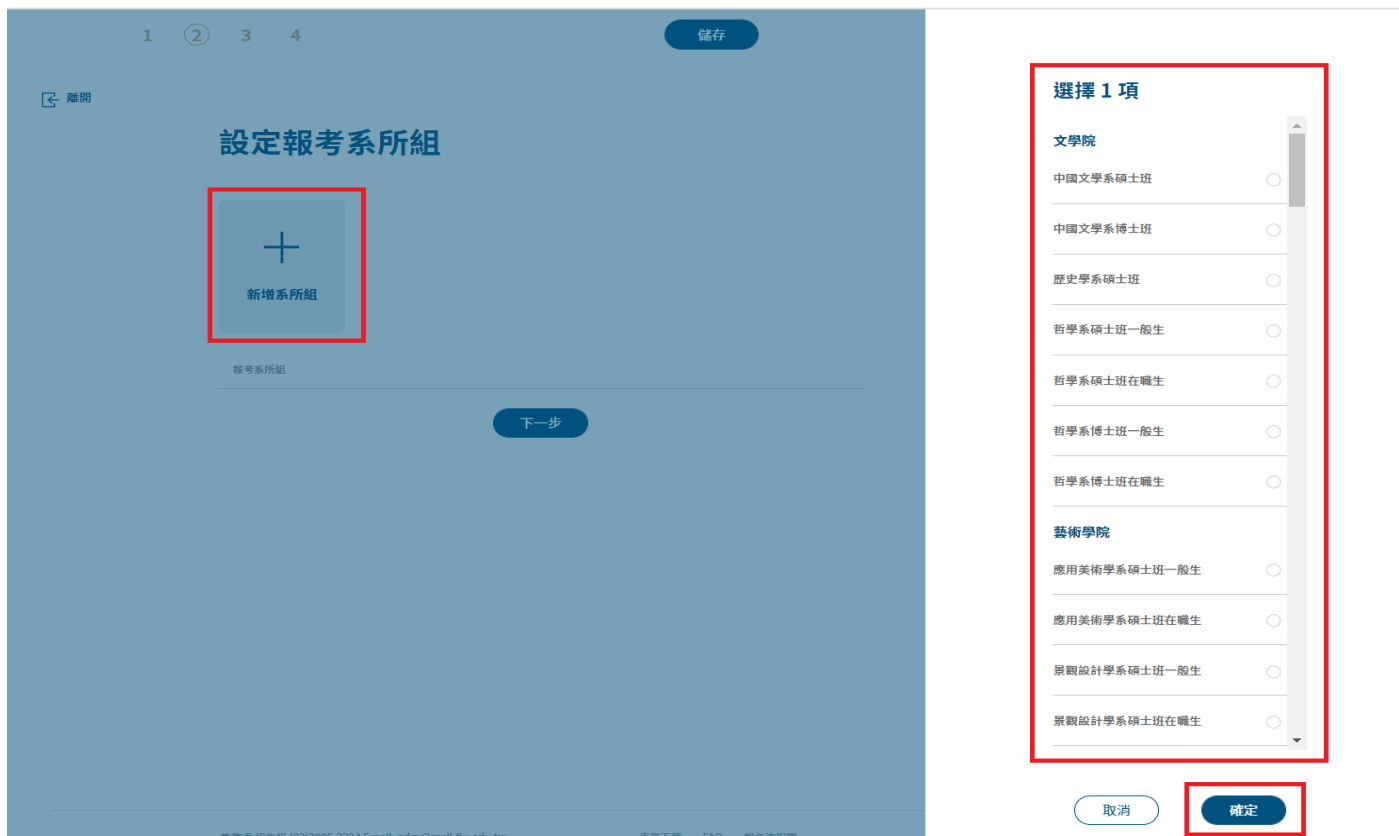 1 2 3 4
儲存
離開
設定報考系所組
新增系所組
報考系所組
下一步
選擇 1 項
文學院
中國文學系碩士班
中國文學系博士班
歷史學系碩士班
哲學系碩士班一般生
哲學系碩士班在職生
哲學系博士班一般生
哲學系博士班在職生
藝術學院
應用美術學系碩士班一般生
應用美術學系碩士班在職生
景觀設計學系碩士班一般生
景觀設計學系碩士班在職生
取消
確定